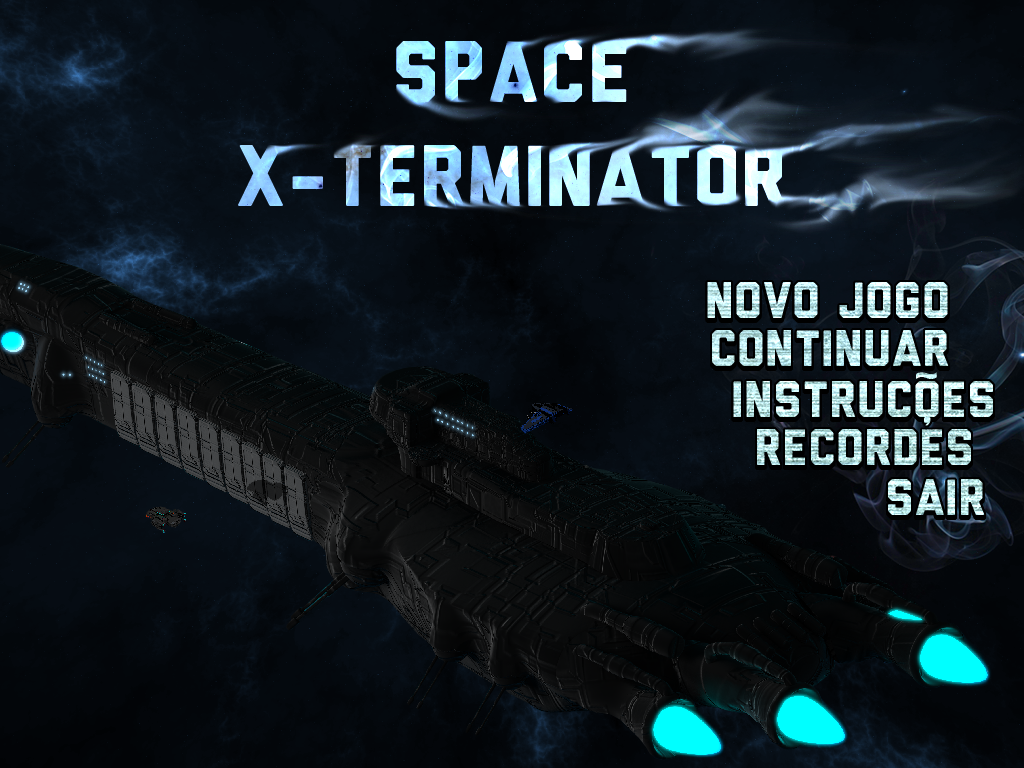 SPACE
X-TERMINATOR
NOVO JOGO
CONTINUAR
INSTRUÇÕES
RECORDES
SAIR